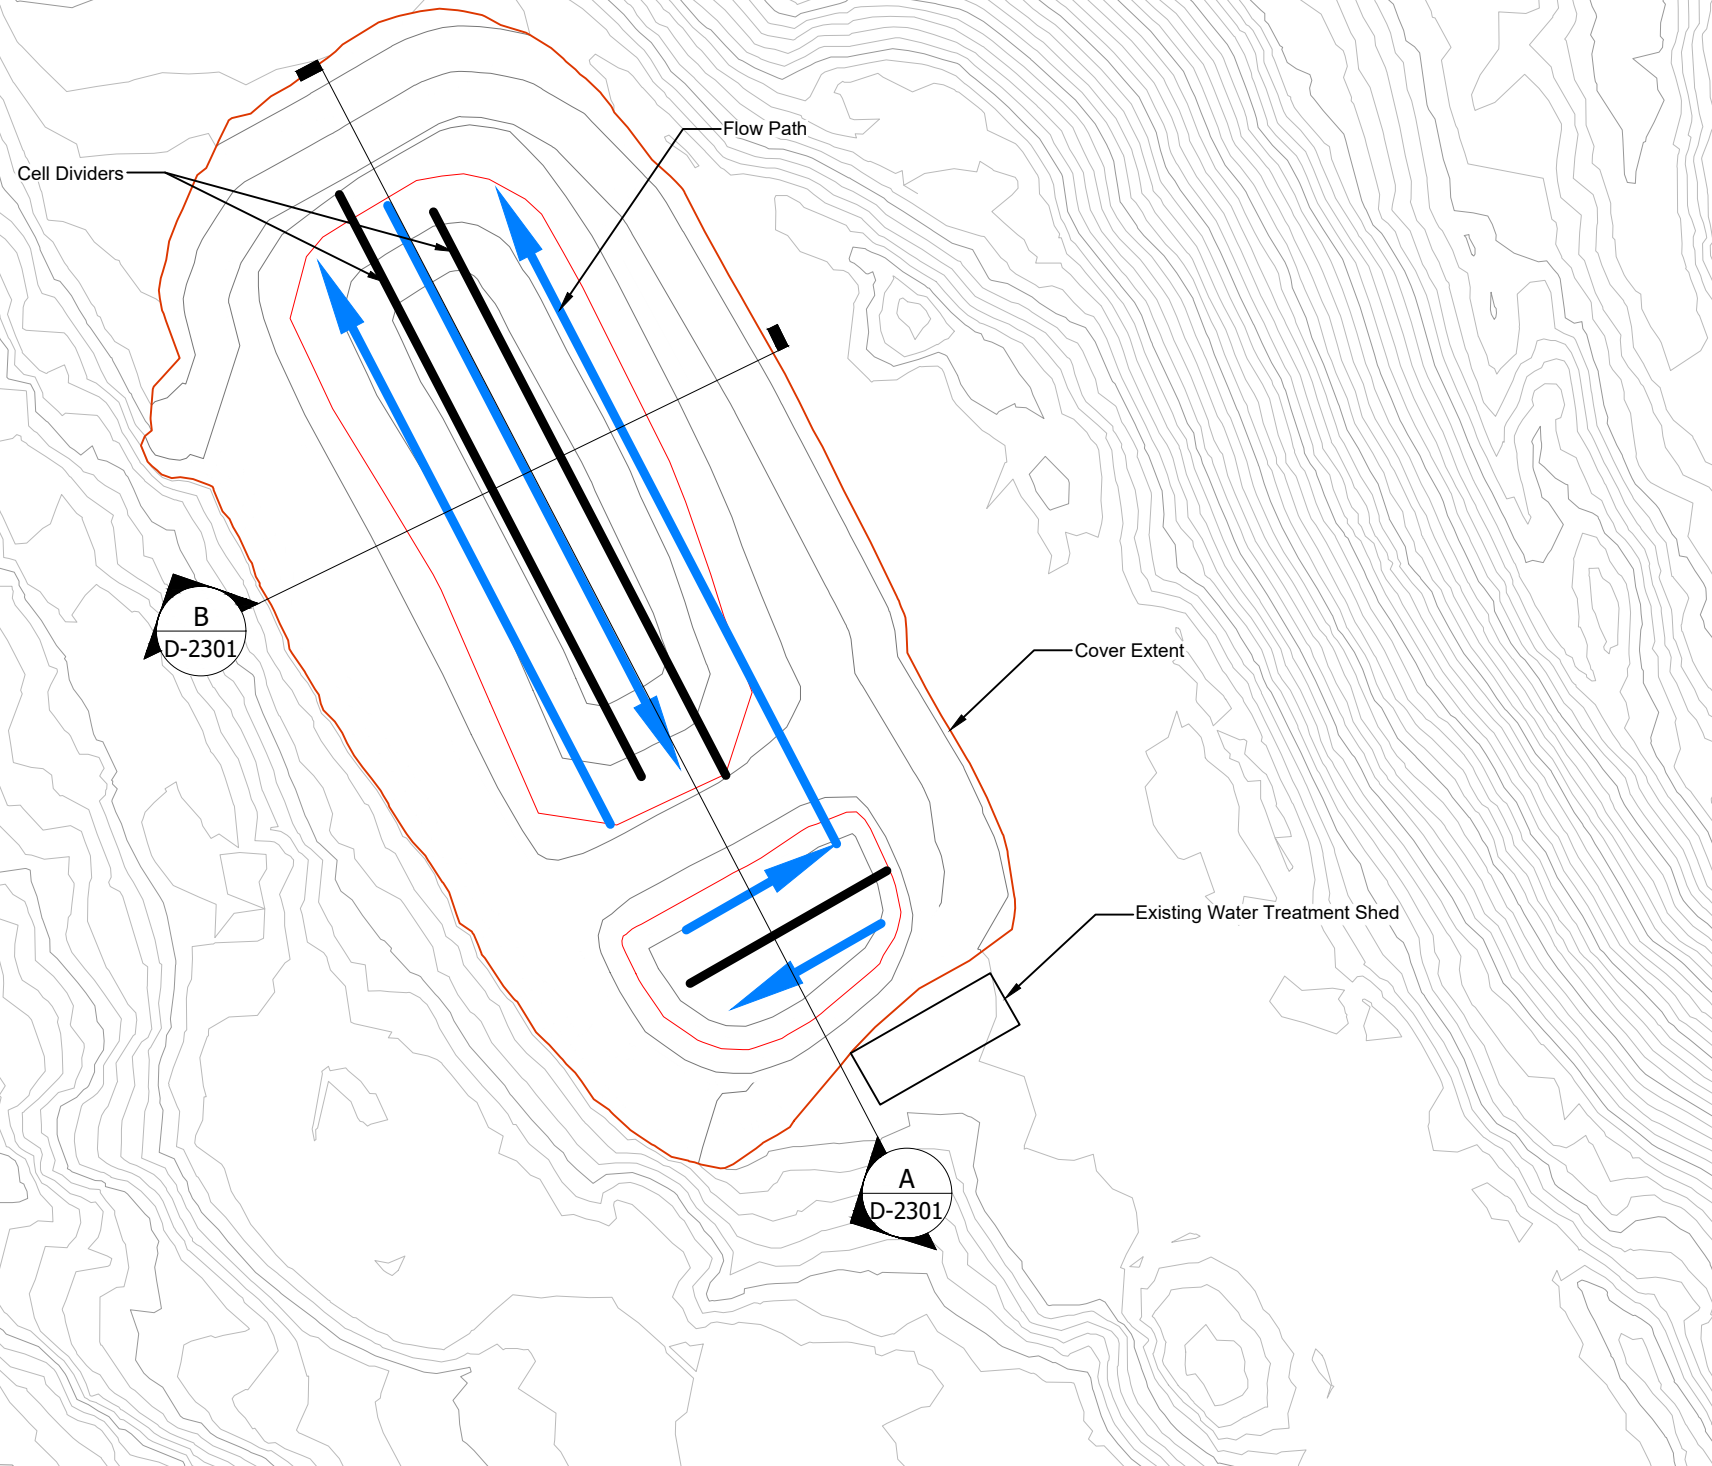 Flow Path
Cell Dividers
B
D-2301
Cover Extent
Existing Water Treatment Shed
A
D-2301